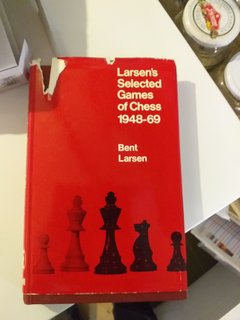 Larsen's
Selected
Games
of Chess
1948-69
Bent
Larsen